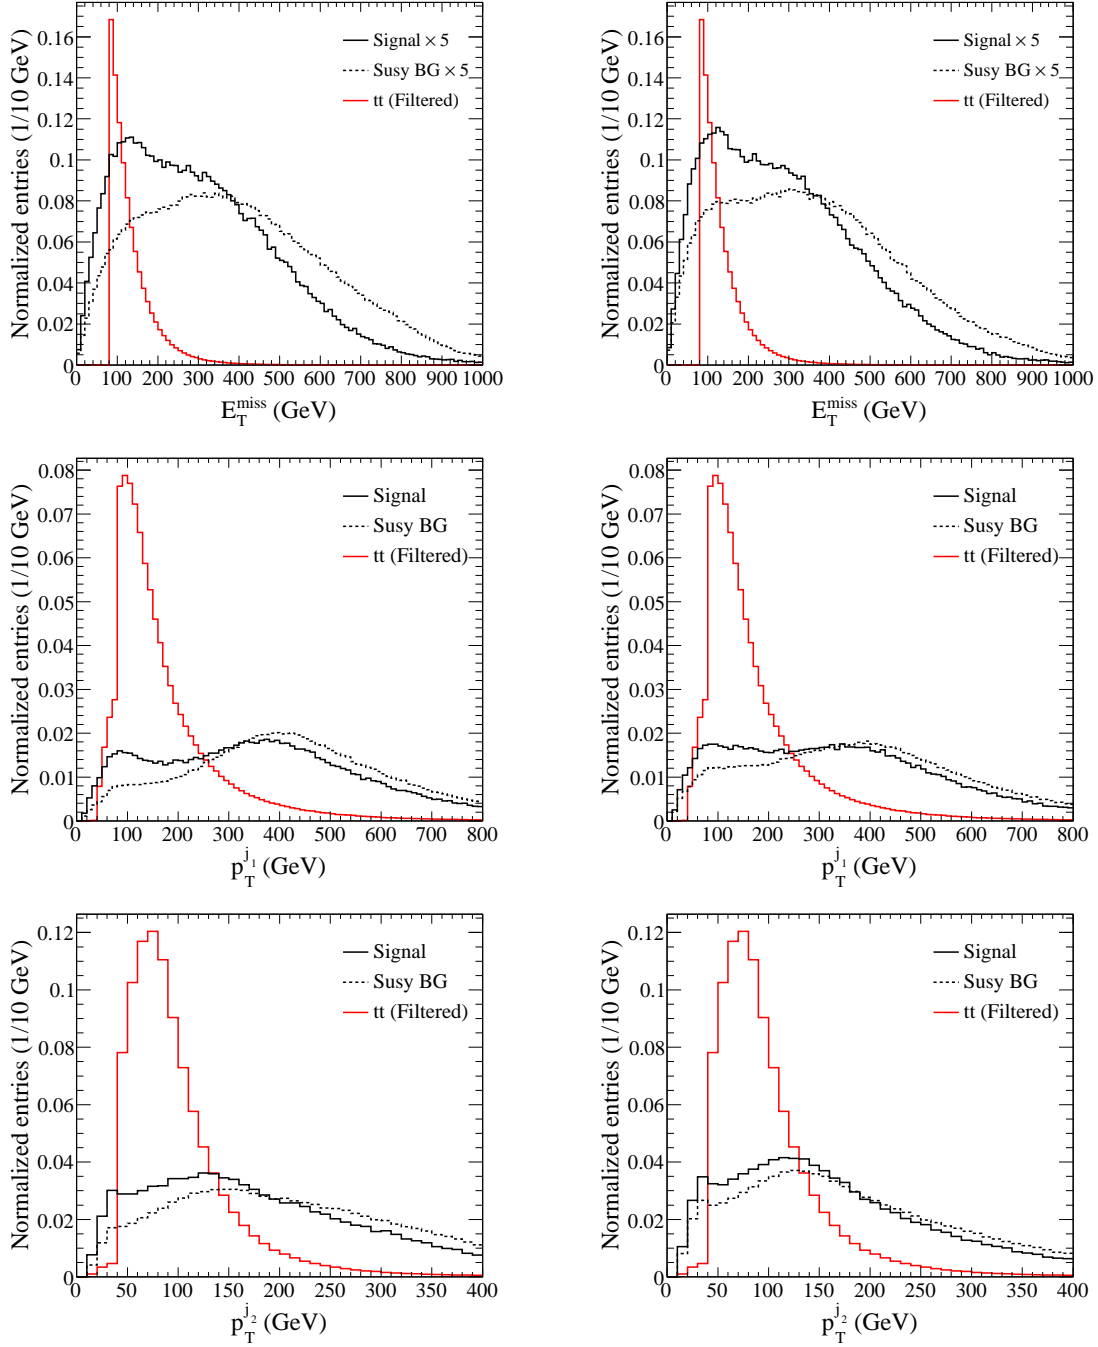 Normalized entries (1/10 GeV)
0.16
0.14
0.12
0.1
0.08
0.06
0.04
0.02
0
Signal × 5
Susy BG × 5
tt (Filtered)
0 100 200 300 400 500 600 700 800 900 1000
E_T^miss (GeV)
Normalized entries (1/10 GeV)
0.16
0.14
0.12
0.1
0.08
0.06
0.04
0.02
0
Signal × 5
Susy BG × 5
tt (Filtered)
0 100 200 300 400 500 600 700 800 900 1000
E_T^miss (GeV)
Normalized entries (1/10 GeV)
0.08
0.07
0.06
0.05
0.04
0.03
0.02
0.01
0
Signal
Susy BG
tt (Filtered)
0 100 200 300 400 500 600 700 800
p_T^j_1 (GeV)
Normalized entries (1/10 GeV)
0.08
0.07
0.06
0.05
0.04
0.03
0.02
0.01
0
Signal
Susy BG
tt (Filtered)
0 100 200 300 400 500 600 700 800
p_T^j_1 (GeV)
Normalized entries (1/10 GeV)
0.12
0.1
0.08
0.06
0.04
0.02
0
Signal
Susy BG
tt (Filtered)
0 50 100 150 200 250 300 350 400
p_T^j_2 (GeV)
Normalized entries (1/10 GeV)
0.12
0.1
0.08
0.06
0.04
0.02
0
Signal
Susy BG
tt (Filtered)
0 50 100 150 200 250 300 350 400
p_T^j_2 (GeV)